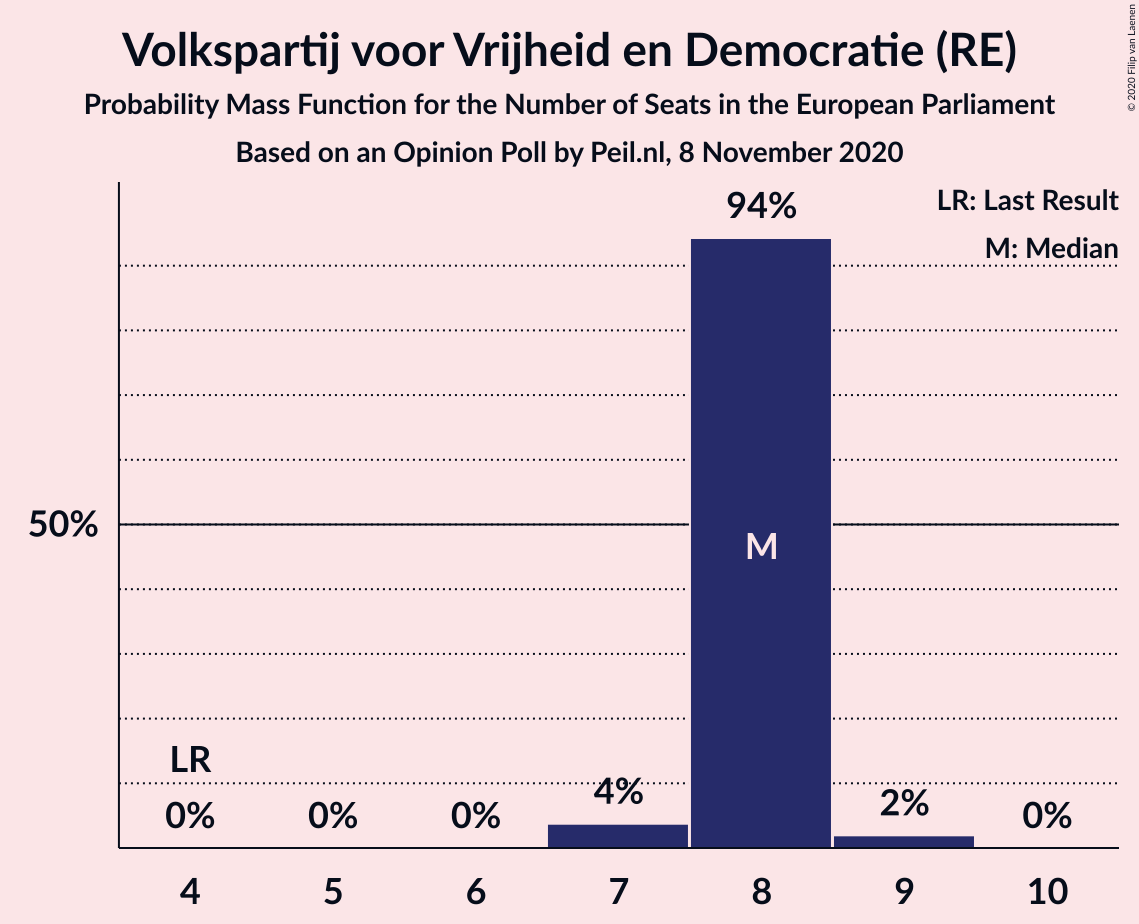 Volkspartij voor Vrijheid en Democratie (RE)
Probability Mass Function for the Number of Seats in the European Parliament
Based on an Opinion Poll by Peil.nl, 8 November 2020
© 2020 Filip van Laenen
LR: Last Result
M: Median
94%
50%
M
LR
0%
0%
0%
4%
2%
0%
4
5
6
7
8
9
10